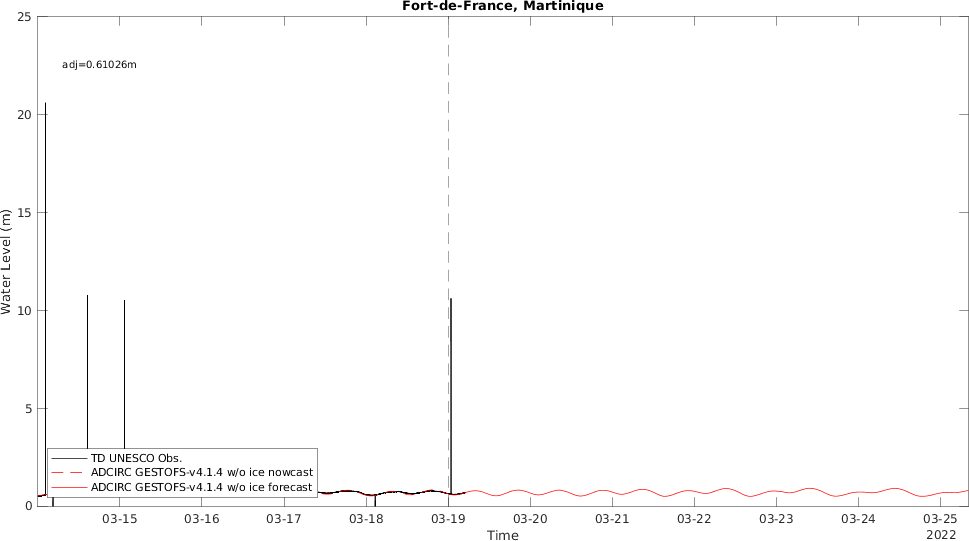 Fort-de-France, Martinique
25
adj=0.61026m
20
15
10
5
0
Water Level (m)
TD UNESCO Obs.
ADCIRC GESTOFS-v4.1.4 w/o ice nowcast
ADCIRC GESTOFS-v4.1.4 w/o ice forecast
03-15 03-16 03-17 03-18 03-19 03-20 03-21 03-22 03-23 03-24 03-25
Time
2022